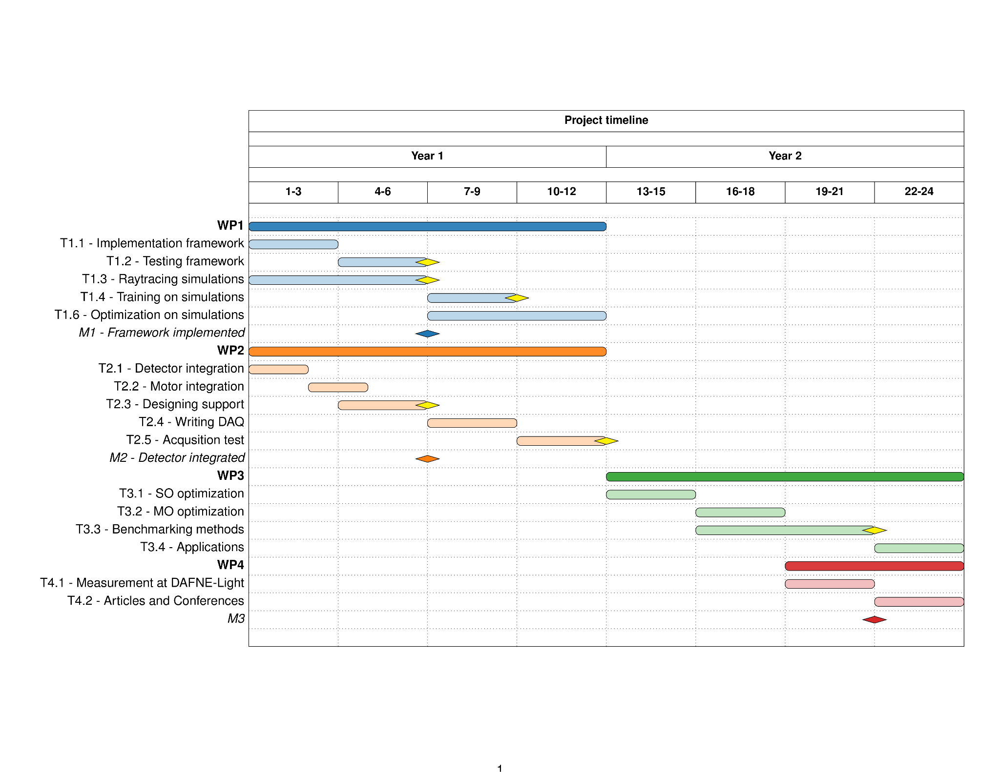 Project timeline
Year 1 Year 2
1-3 4-6 7-9 10-12 13-15 16-18 19-21 22-24
WP1
T1.1 - Implementation framework
T1.2 - Testing framework
T1.3 - Raytracing simulations
T1.4 - Training on simulations
T1.6 - Optimization on simulations
M1 - Framework implemented
WP2
T2.1 - Detector integration
T2.2 - Motor integration
T2.3 - Designing support
T2.4 - Writing DAQ
T2.5 - Acqusition test
M2 - Detector integrated
WP3
T3.1 - SO optimization
T3.2 - MO optimization
T3.3 - Benchmarking methods
T3.4 - Applications
WP4
T4.1 - Measurement at DAFNE-Light
T4.2 - Articles and Conferences
M3
1